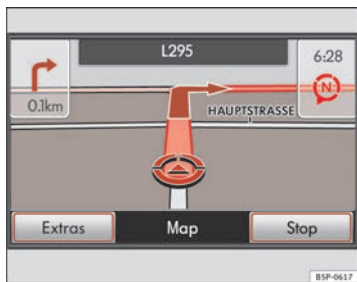 L295
6:28
N
0.1km
HAUPTSTRASSE
Extras
Map
Stop
B5P-0617